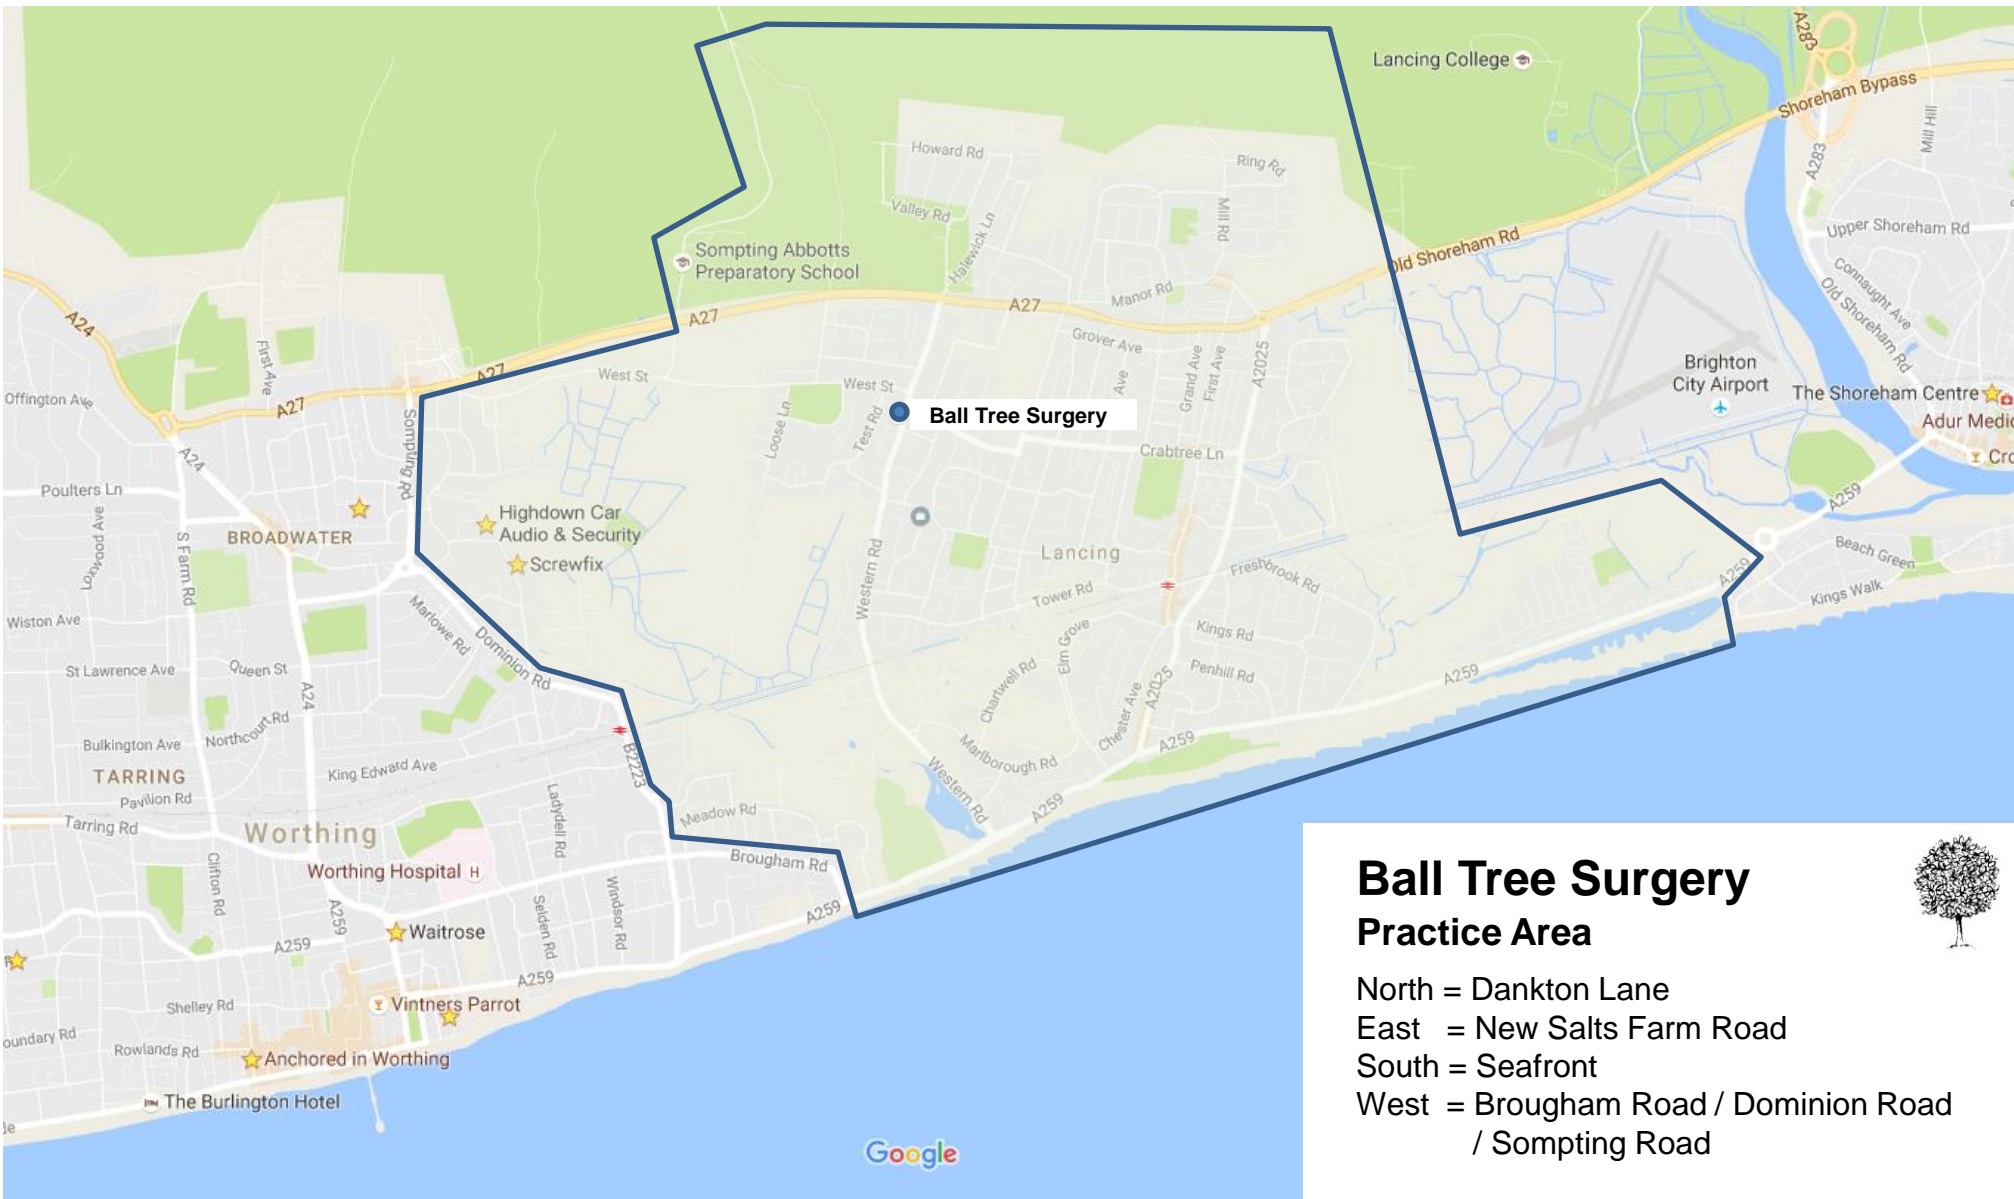 Lancing College
A283
Shoreham Bypass
Mill Hill
A283
Howard Rd
Ring Rd
Valley Rd
Halewick Ln
Mill Rd
Upper Shoreham Rd
Sompting Abbotts
Preparatory School
Old Shoreham Rd
Connaught Ave
Old Shoreham Rd
Manor Rd
A24
A27
A27
First Ave
Grover Ave
Ave
Grand Ave
First Ave
A2025
Brighton
City Airport
The Shoreham Centre
Adur Medic
Cro
A27
West St
West St
Offington Ave
A27
Sompting Rd
Loose Ln
Test Rd
Ball Tree Surgery
Crabtree Ln
A24
Poulters Ln
Loxwood Ave
S Farm Rd
BROADWATER
Highdown Car
Audio & Security
Screwfix
A259
Beach Green
Lancing
Western Rd
Freshbrook Rd
A259
Kings Walk
Tower Rd
Wiston Ave
Marlowe Rd
Dominion Rd
Elm Grove
Kings Rd
St Lawrence Ave
Queen St
A24
Penhill Rd
A259
Chartwell Rd
Chester Ave
A2025
Northcourt Rd
Bulkington Ave
TARRING
King Edward Ave
B2223
A259
Marlborough Rd
Western Rd
Pavilion Rd
Tarring Rd
Worthing
Ladydell Rd
Meadow Rd
A259
Brougham Rd
Worthing Hospital H
Clifton Rd
A259
Selden Rd
Windsor Rd
A259
Waitrose
A259
A259
Shelley Rd
Vintners Parrot
oundary Rd
Rowlands Rd
Anchored in Worthing
The Burlington Hotel
Google
Ball Tree Surgery
Practice Area
North = Dankton Lane
East = New Salts Farm Road
South = Seafront
West = Brougham Road / Dominion Road
/ Sompting Road